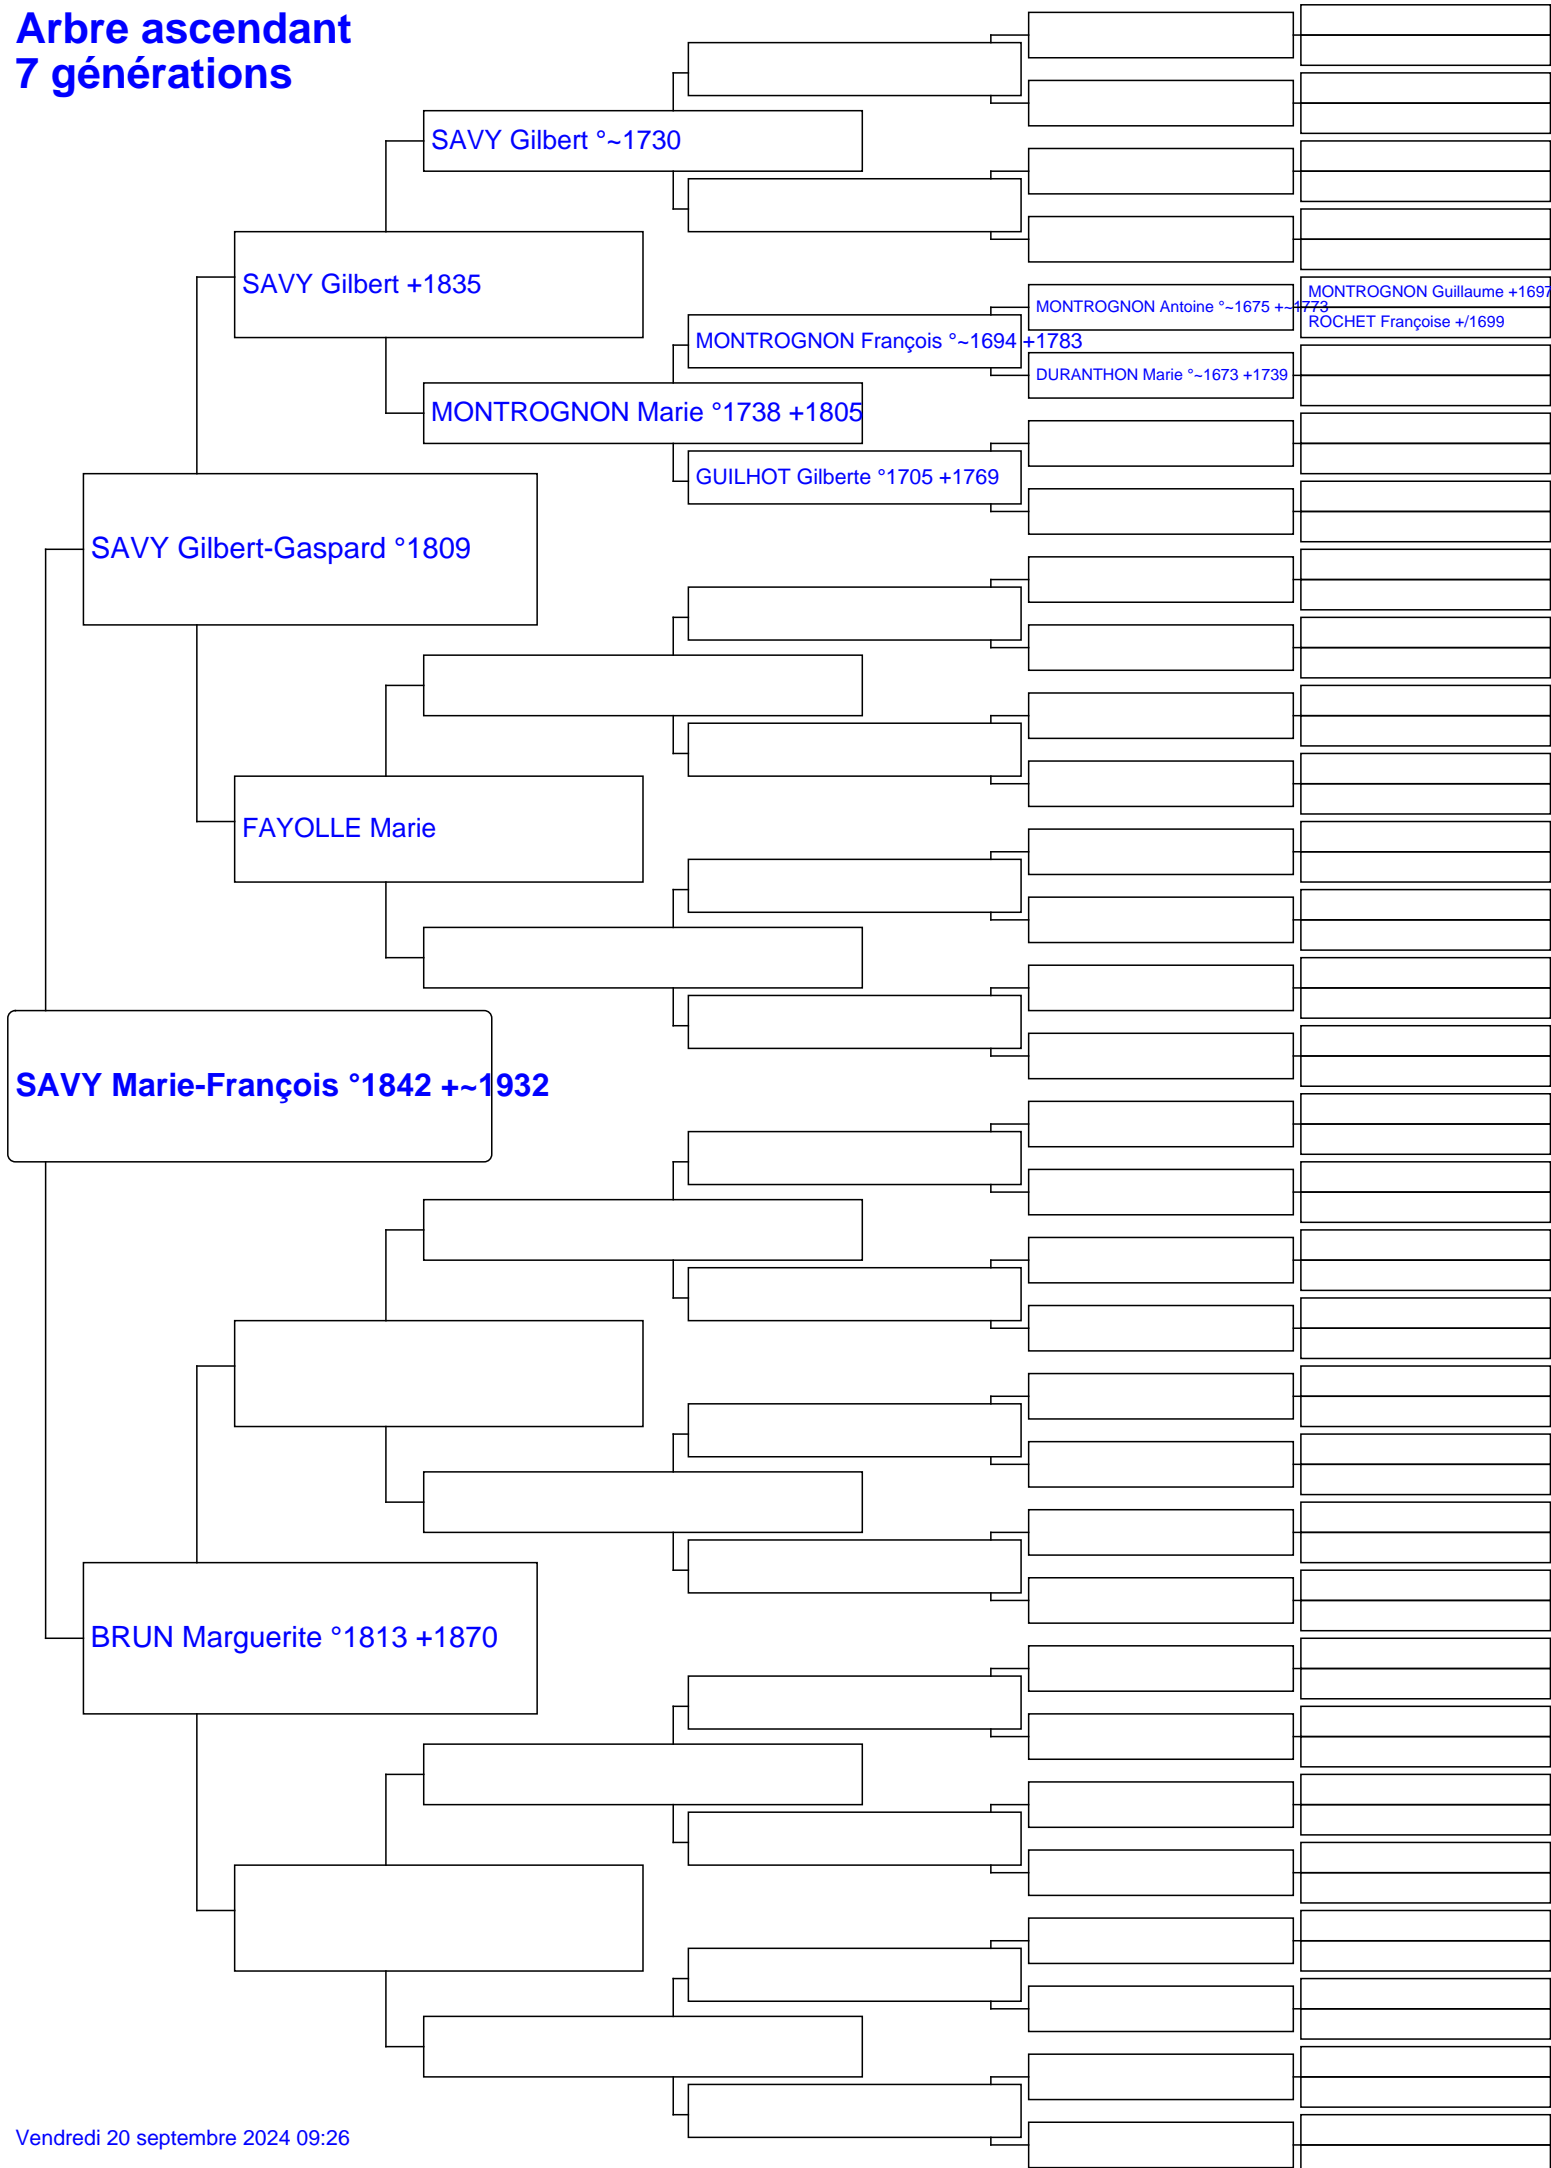 Arbre ascendant
7 générations
SAVY Gilbert °~1730
SAVY Gilbert +1835
MONTROGNON Guillaume +1697
MONTROGNON Antoine °~1675 +~1773
ROCHET Françoise +/1699
MONTROGNON François °~1694 +1783
DURANTHON Marie °~1673 +1739
MONTROGNON Marie °1738 +1805
GUILHOT Gilberte °1705 +1769
SAVY Gilbert-Gaspard °1809
FAYOLLE Marie
SAVY Marie-François °1842 +~1932
BRUN Marguerite °1813 +1870
Vendredi 20 septembre 2024 09:26